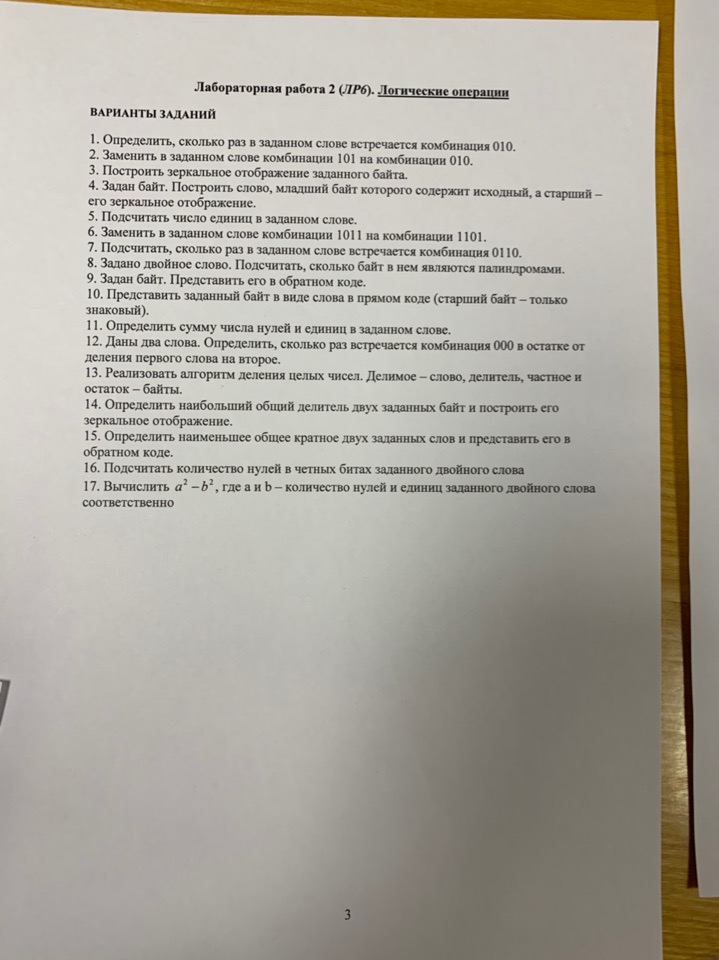 Лабораторная работа 2 (ЛР6). Логические операции
ВАРИАНТЫ ЗАДАНИЙ
1. Определить, сколько раз в заданном слове встречается комбинация 010.
2. Заменить в заданном слове комбинации 101 на комбинации 010.
3. Построить зеркальное отображение заданного байта.
4. Задан байт. Построить слово, младший байт которого содержит исходный, а старший –
его зеркальное отображение.
5. Подсчитать число единиц в заданном слове.
6. Заменить в заданном слове комбинации 1011 на комбинации 1101.
7. Подсчитать, сколько раз в заданном слове встречается комбинация 0110.
8. Задано двойное слово. Подсчитать, сколько байт в нем являются палиндромами.
9. Задан байт. Представить его в обратном коде.
10. Представить заданный байт в виде слова в прямом коде (старший байт – только
знаковый).
11. Определить сумму числа нулей и единиц в заданном слове.
12. Даны два слова. Определить, сколько раз встречается комбинация 000 в остатке от
деления первого слова на второе.
13. Реализовать алгоритм деления целых чисел. Делимое – слово, делитель, частное и
остаток – байты.
14. Определить наибольший общий делитель двух заданных байт и построить его
зеркальное отображение.
15. Определить наименьшее общее кратное двух заданных слов и представить его в
обратном коде.
16. Подсчитать количество нулей в четных битах заданного двойного слова
17. Вычислить a² – b², где a и b – количество нулей и единиц заданного двойного слова
соответственно
3